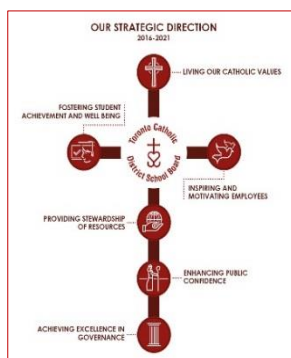 OUR STRATEGIC DIRECTION
2016-2021
LIVING OUR CATHOLIC VALUES
FOSTERING STUDENT
ACHIEVEMENT AND WELL BEING
Toronto Catholic
District School Board
INSPIRING AND
MOTIVATING EMPLOYEES
PROVIDING STEWARDSHIP
OF RESOURCES
ENHANCING PUBLIC
CONFIDENCE
ACHIEVING EXCELLENCE IN
GOVERNANCE